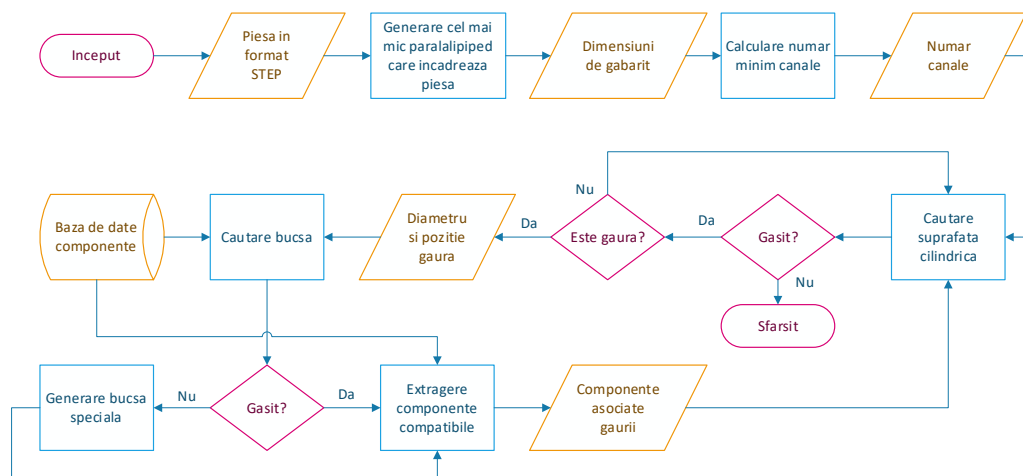 Inceput
Piesa in
format
STEP
Generare cel mai
mic paralalipiped
care incadreaza
piesa
Dimensiuni
de gabarit
Calculare numar
minim canale
Numar
canale
Baza de date
componente
Cautare bucsa
Diametru
si pozitie
gaura
Da
Este gaura?
Nu
Da
Gasit?
Nu
Cautare
suprafata
cilindrica
Sfarsit
Generare bucsa
speciala
Nu
Gasit?
Da
Extragere
componente
compatibile
Componente
asociate
gaurii